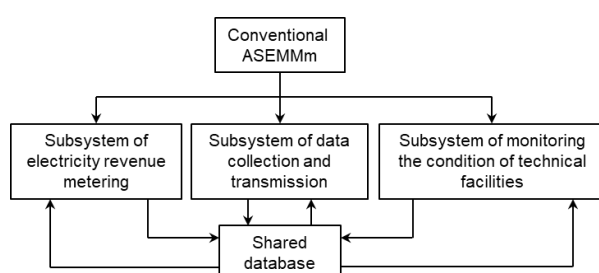 Conventional
ASEMMm
Subsystem of
electricity revenue
metering
Subsystem of data
collection and
transmission
Subsystem of monitoring
the condition of technical
facilities
Shared
database